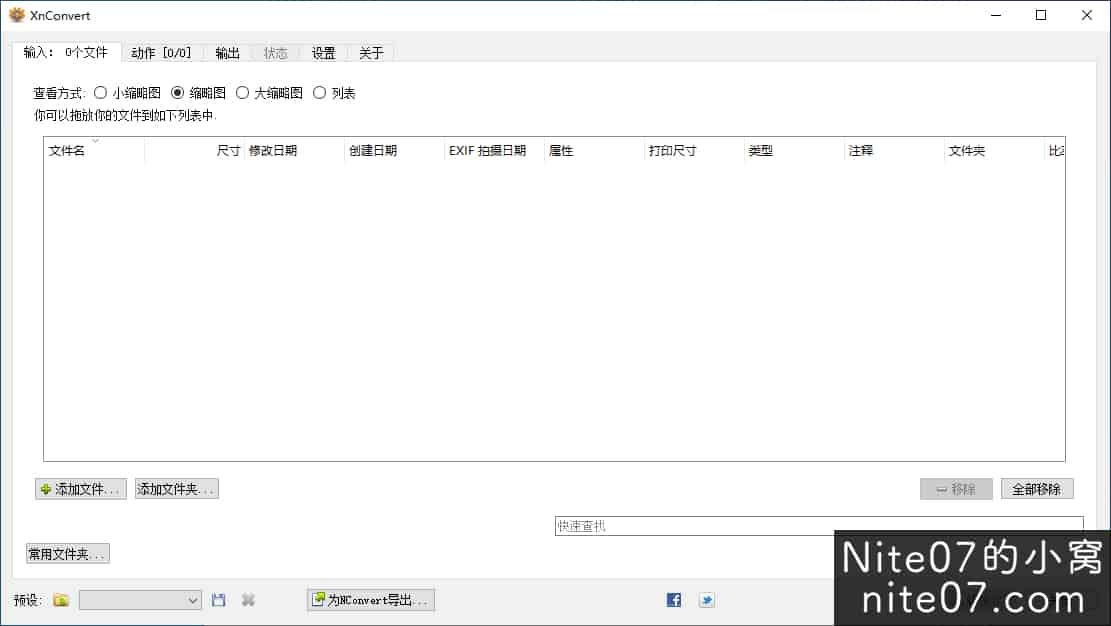 XnConvert
输入： 0个文件 动作 [0/0] 输出 状态 设置 关于
查看方式: 小缩略图 缩略图 大缩略图 列表
你可以拖放你的文件到如下列表中.
文件名 尺寸 修改日期 创建日期 EXIF 拍摄日期 属性 打印尺寸 类型 注释 文件夹
添加文件... 添加文件夹... 移除 全部移除
快速查找
常用文件夹...
预设: 为NConvert导出...
Nite07的小窝
nite07.com